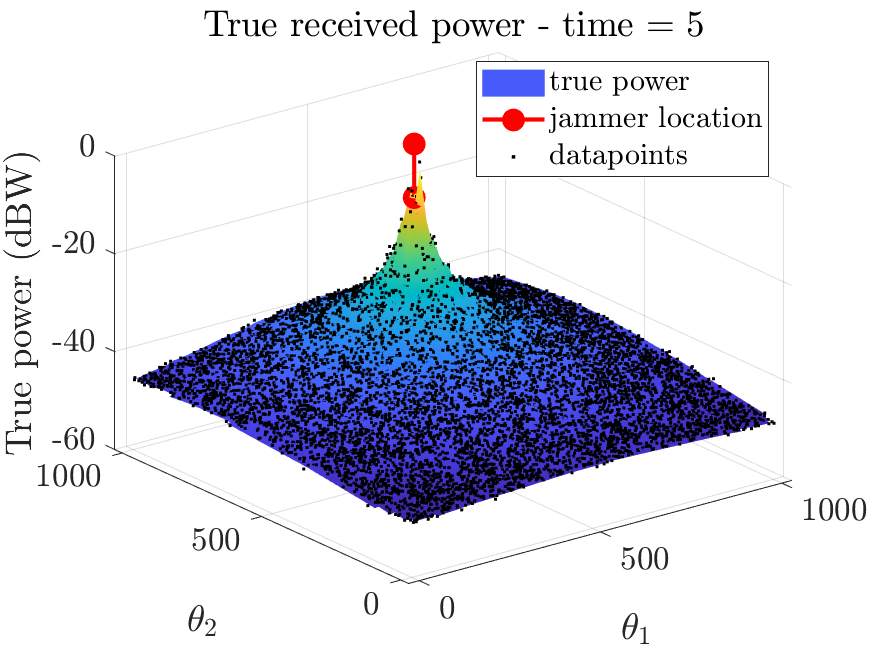 True received power - time = 5
true power
jammer location
datapoints
True power (dBW)
0
-20
-40
-60
1000
500
0
θ₂
0
500
1000
θ₁